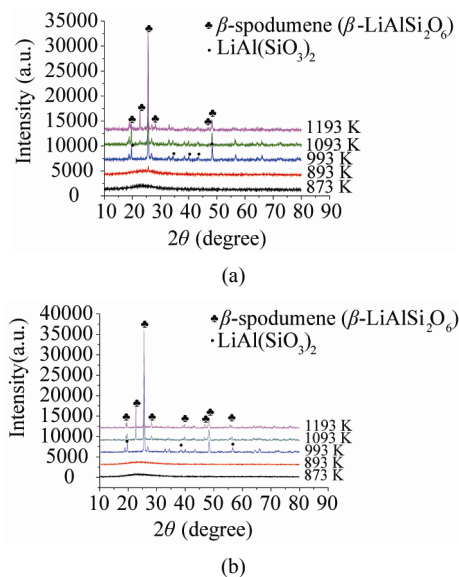 35000
30000
25000
20000
15000
10000
5000
0
Intensity (a.u.)
♣ β-spodumene (β-LiAlSi₂O₆)
• LiAl(SiO₃)₂
1193 K
1093 K
993 K
893 K
873 K
10 20 30 40 50 60 70 80 90
2θ (degree)
(a)
40000
35000
30000
25000
20000
15000
10000
5000
0
Intensity(a.u.)
♣ β-spodumene (β-LiAlSi₂O₆)
• LiAl(SiO₃)₂
1193 K
1093 K
993 K
893 K
873 K
10 20 30 40 50 60 70 80 90
2θ (degree)
(b)